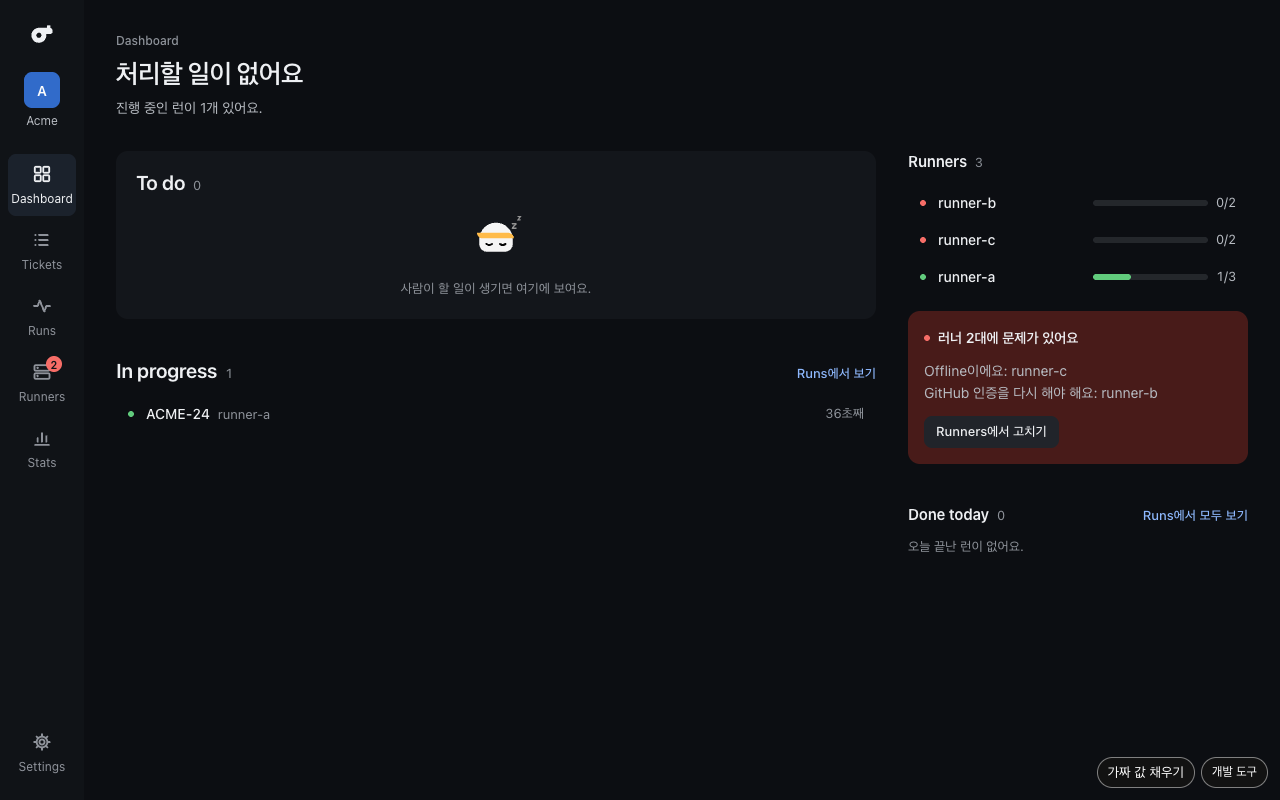 A
Acme
Dashboard
Tickets
Runs
2
Runners
Stats
Settings
Dashboard
처리할 일이 없어요
진행 중인 런이 1개 있어요.
To do 0
z z
사람이 할 일이 생기면 여기에 보여요.
In progress 1
Runs에서 보기
ACME-24 runner-a
36초째
Runners 3
runner-b 0/2
runner-c 0/2
runner-a 1/3
러너 2대에 문제가 있어요
Offline이에요: runner-c
GitHub 인증을 다시 해야 해요: runner-b
Runners에서 고치기
Done today 0
Runs에서 모두 보기
오늘 끝난 런이 없어요.
가짜 값 채우기
개발 도구